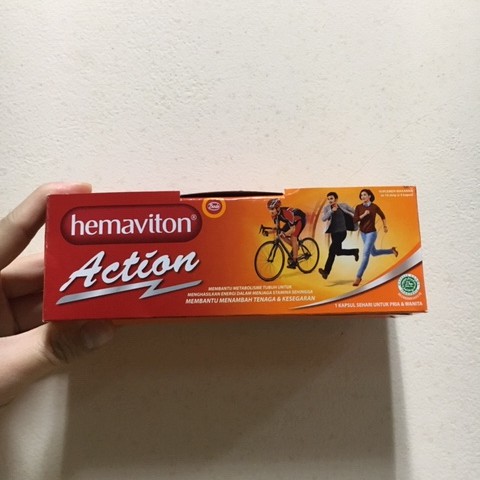 hemaviton®
Action
MEMBANTU METABOLISME TUBUH UNTUK
MENGHASILKAN ENERGI DALAM MENJAGA STAMINA SEHINGGA
MEMBANTU MENAMBAH TENAGA & KESEGARAN
1 KAPSUL SEHARI UNTUK PRIA & WANITA